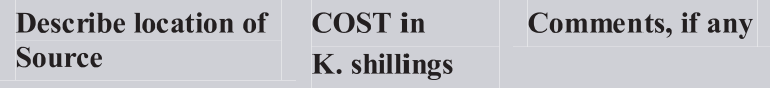 Describe location of Source
COST in K. shillings
Comments, if any